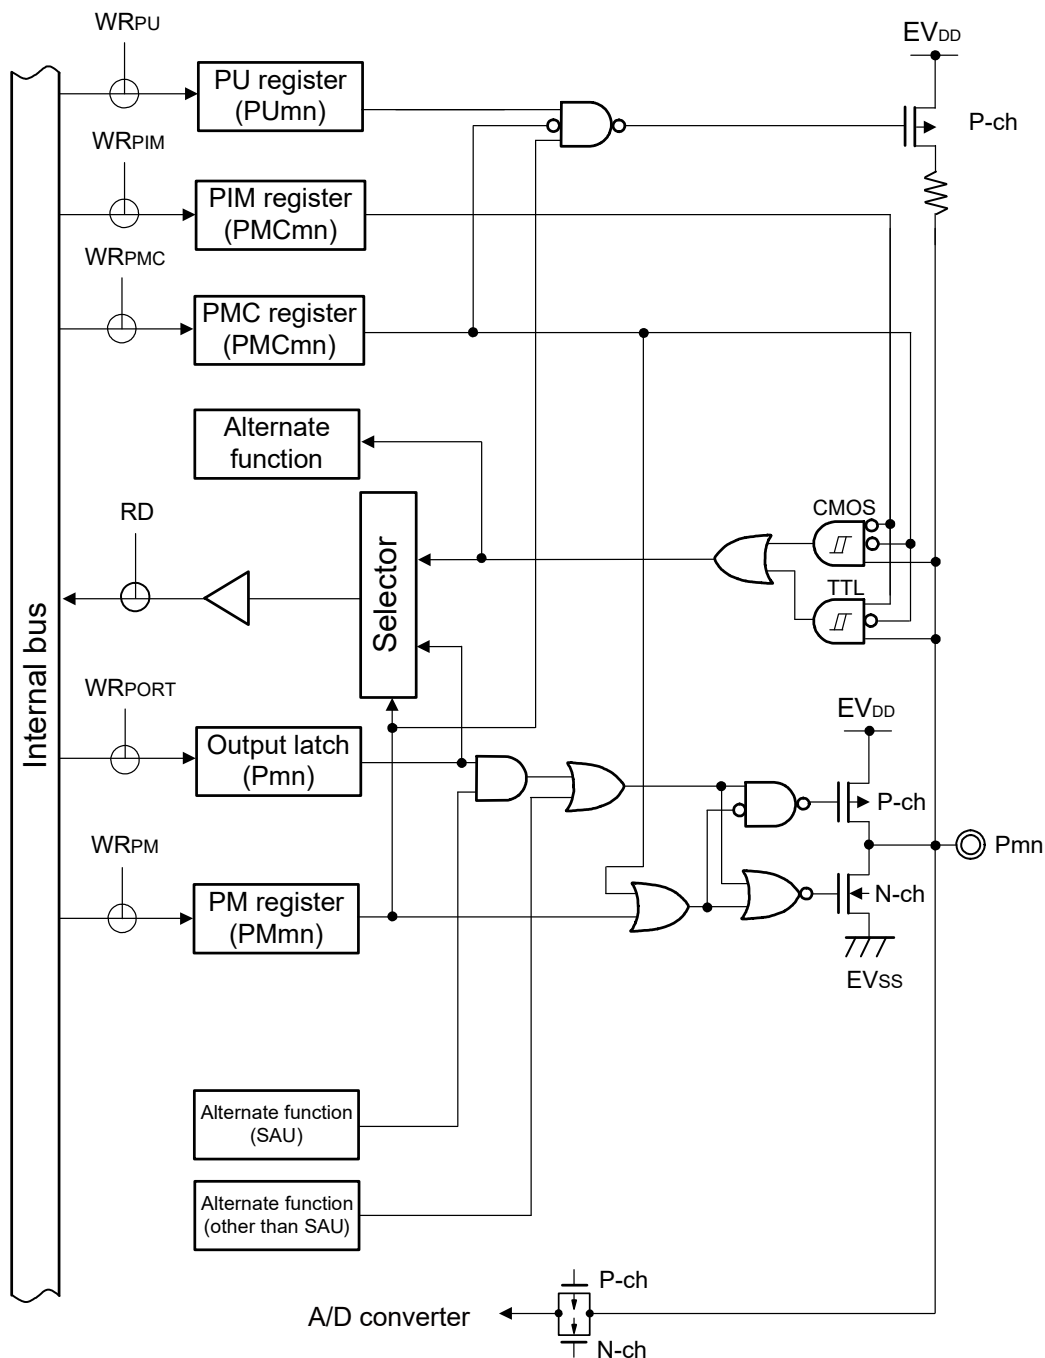 WRPU
EVDD
PU register
(PUmn)
P-ch
WRPIM
PIM register
(PMCmn)
WRPMC
PMC register
(PMCmn)
Alternate
function
CMOS
RD
Selector
TTL
Internal bus
WRPORT
EVDD
Output latch
(Pmn)
P-ch
WRPM
Pmn
PM register
(PMmn)
N-ch
EVSS
Alternate function
(SAU)
Alternate function
(other than SAU)
P-ch
A/D converter
N-ch